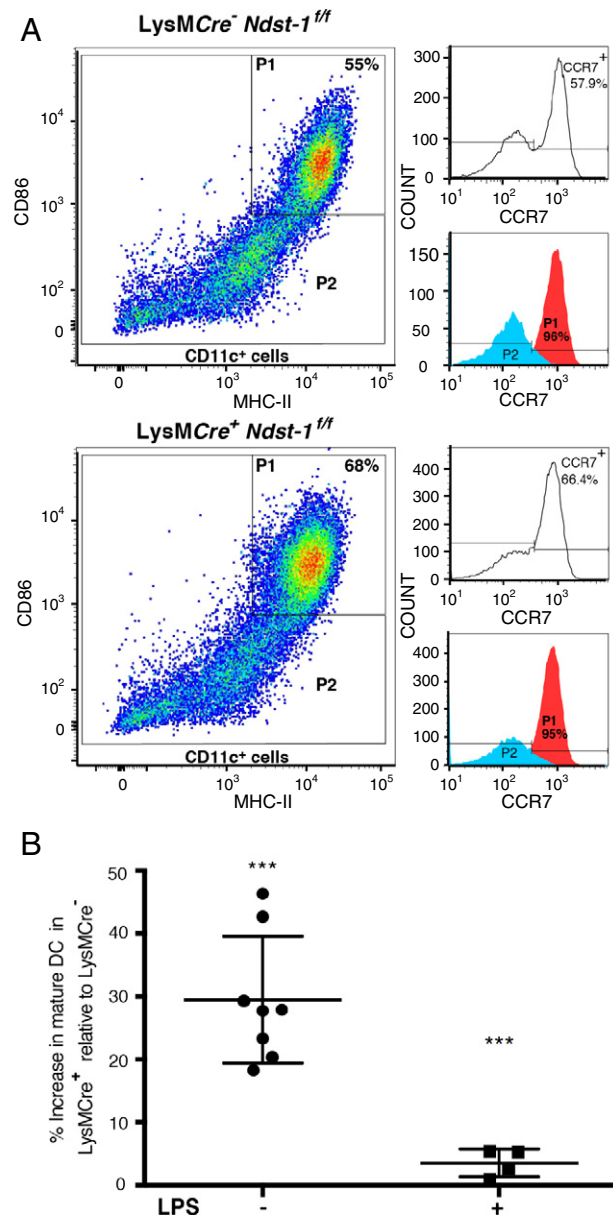 A
LysMCre⁻ Ndst-1 f/f
P1 55%
CD86
10⁴
10³
10²
0
P2
CD11c⁺ cells
0 10³ 10⁴ 10⁵
MHC-II
COUNT
300
200
100
0
CCR7⁺
57.9%
10¹ 10² 10³
CCR7
150
100
50
0
P1
96%
P2
10¹ 10² 10³
CCR7
LysMCre⁺ Ndst-1 f/f
P1 68%
CD86
10⁴
10³
10²
0
P2
CD11c⁺ cells
0 10³ 10⁴ 10⁵
MHC-II
COUNT
400
300
200
100
0
CCR7⁺
66.4%
10¹ 10² 10³
CCR7
400
300
200
100
0
P1
95%
P2
10¹ 10² 10³
CCR7
B
% Increase in mature DC in
LysMCre⁺ relative to LysMCre⁻
50
40
30
20
10
0
***
***
LPS - +